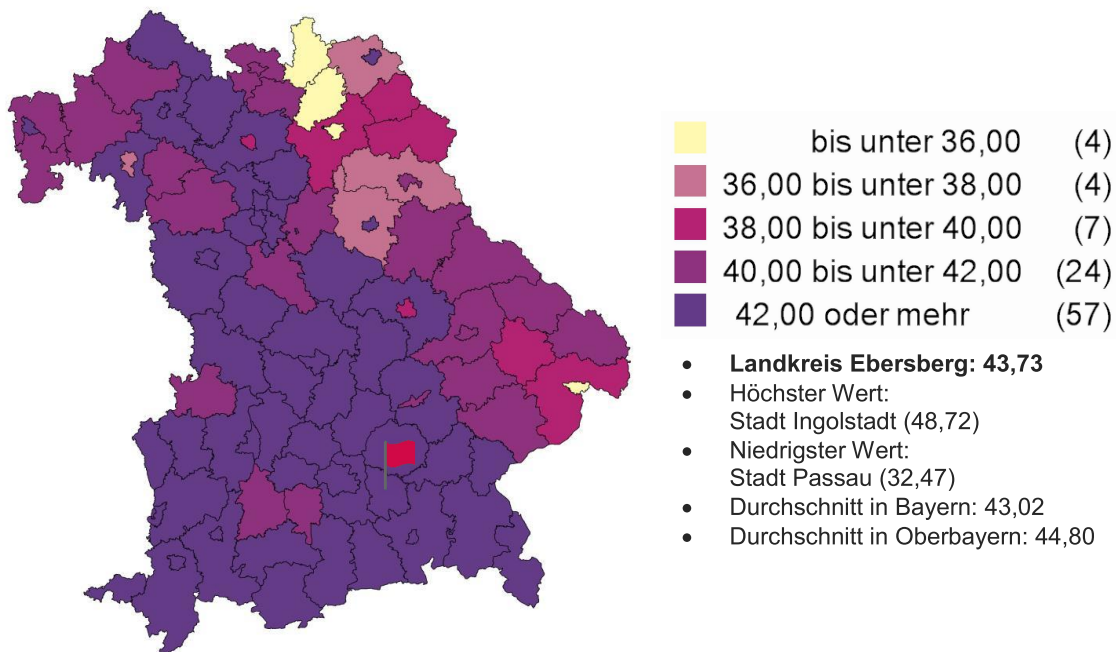 bis unter 36,00 (4)
36,00 bis unter 38,00 (4)
38,00 bis unter 40,00 (7)
40,00 bis unter 42,00 (24)
42,00 oder mehr (57)
• Landkreis Ebersberg: 43,73
• Höchster Wert:
Stadt Ingolstadt (48,72)
• Niedrigster Wert:
Stadt Passau (32,47)
• Durchschnitt in Bayern: 43,02
• Durchschnitt in Oberbayern: 44,80